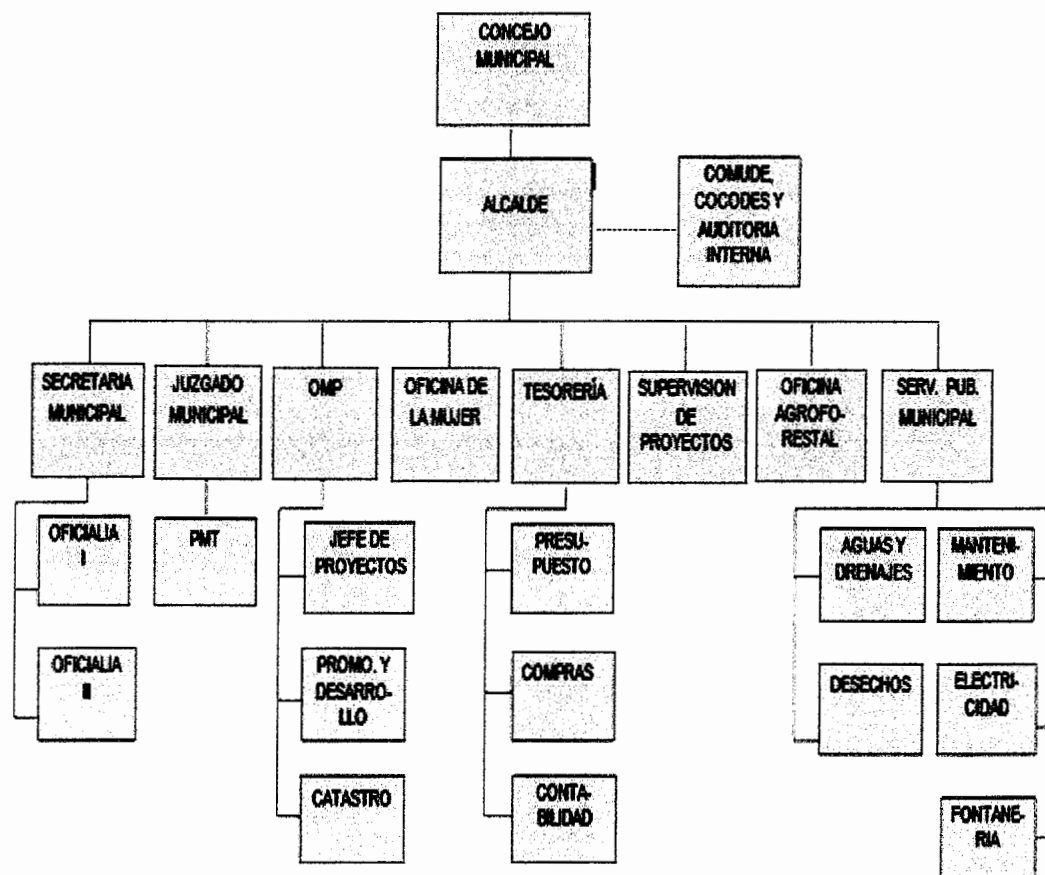 CONCEJO
MUNICIPAL
ALCALDE
COMUDE,
COCODES Y
AUDITORIA
INTERNA
SECRETARIA
MUNICIPAL
JUZGADO
MUNICIPAL
OMP
OFICINA DE
LA MUJER
TESORERÍA
SUPERVISION
DE
PROYECTOS
OFICINA
AGROFO-
RESTAL
SERV. PUB.
MUNICIPAL
OFICIALIA
I
PMT
JEFE DE
PROYECTOS
PRESU-
PUESTO
AGUAS Y
DRENAJES
MANTENI-
MIENTO
OFICIALIA
II
PROMO. Y
DESARRO-
LLO
COMPRAS
DESECHOS
ELECTRI-
CIDAD
CATASTRO
CONTA-
BILIDAD
FONTANE-
RIA